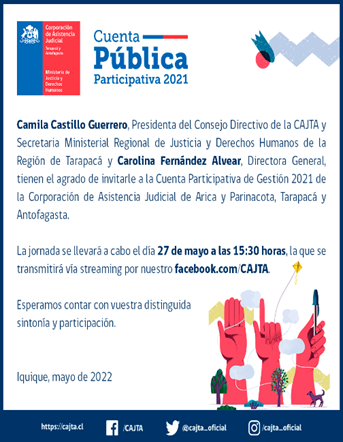 Corporación
de Asistencia
Judicial
Tarapacá y
Antofagasta
Ministerio de
Justicia y
Derechos
Humanos
Cuenta
Pública
Participativa 2021
Camila Castillo Guerrero, Presidenta del Consejo Directivo de la CAJTA y
Secretaria Ministerial Regional de Justicia y Derechos Humanos de la
Región de Tarapacá y Carolina Fernández Alvear, Directora General,
tienen el agrado de invitarle a la Cuenta Participativa de Gestión 2021 de
la Corporación de Asistencia Judicial de Arica y Parinacota, Tarapacá y
Antofagasta.
La jornada se llevará a cabo el día 27 de mayo a las 15:30 horas, la que se
transmitirá vía streaming por nuestro facebook.com/CAJTA.
Esperamos contar con vuestra distinguida
sintonía y participación.
Iquique, mayo de 2022
https://cajta.cl
/CAJTA
@cajta_oficial
/cajta_oficial